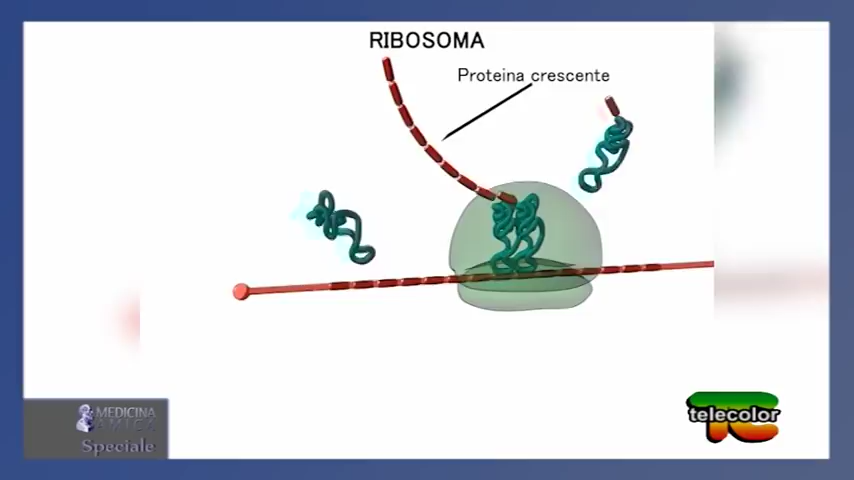 RIBOSOMA
Proteina crescente
MEDICINA
AMICA
Speciale
telecolor